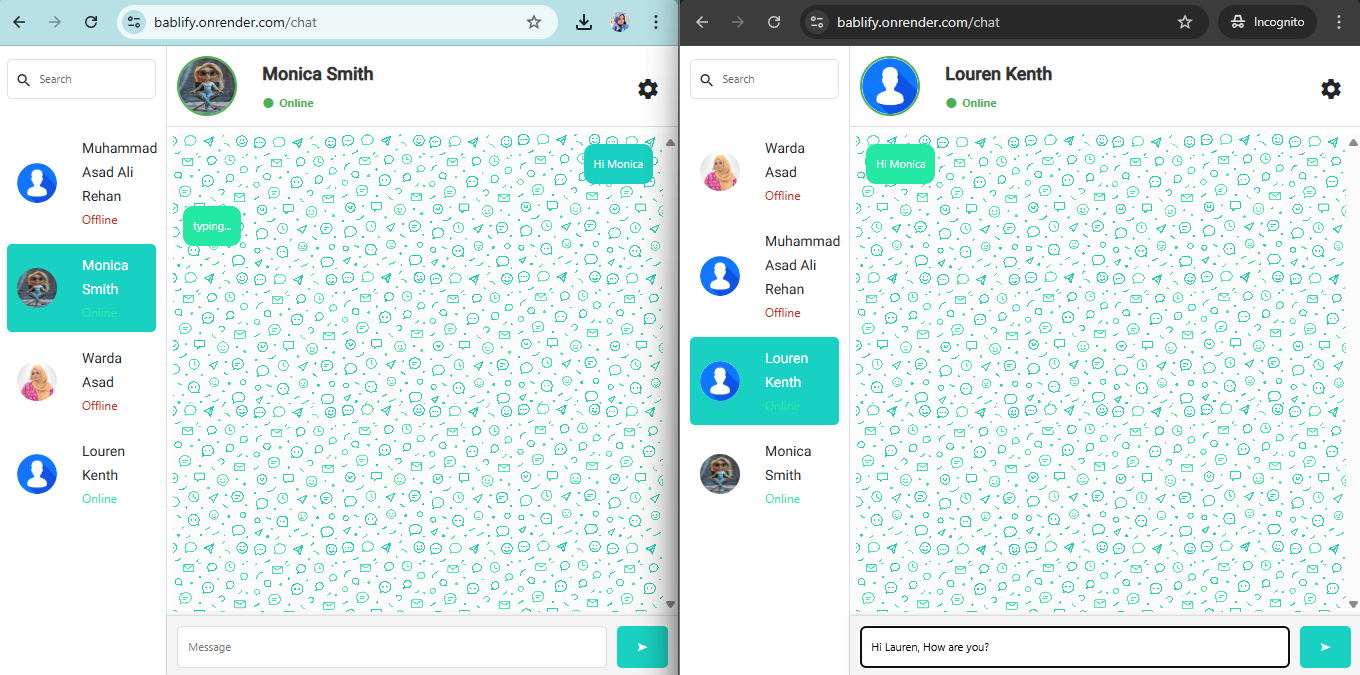 bablify.onrender.com/chat
Search
Monica Smith
Online
Muhammad
Asad Ali
Rehan
Offline
Monica
Smith
Online
Warda
Asad
Offline
Louren
Kenth
Online
Hi Monica
typing...
Message
bablify.onrender.com/chat
Incognito
Search
Louren Kenth
Online
Warda
Asad
Offline
Muhammad
Asad Ali
Rehan
Offline
Louren
Kenth
Online
Monica
Smith
Online
Hi Monica
Hi Lauren, How are you?